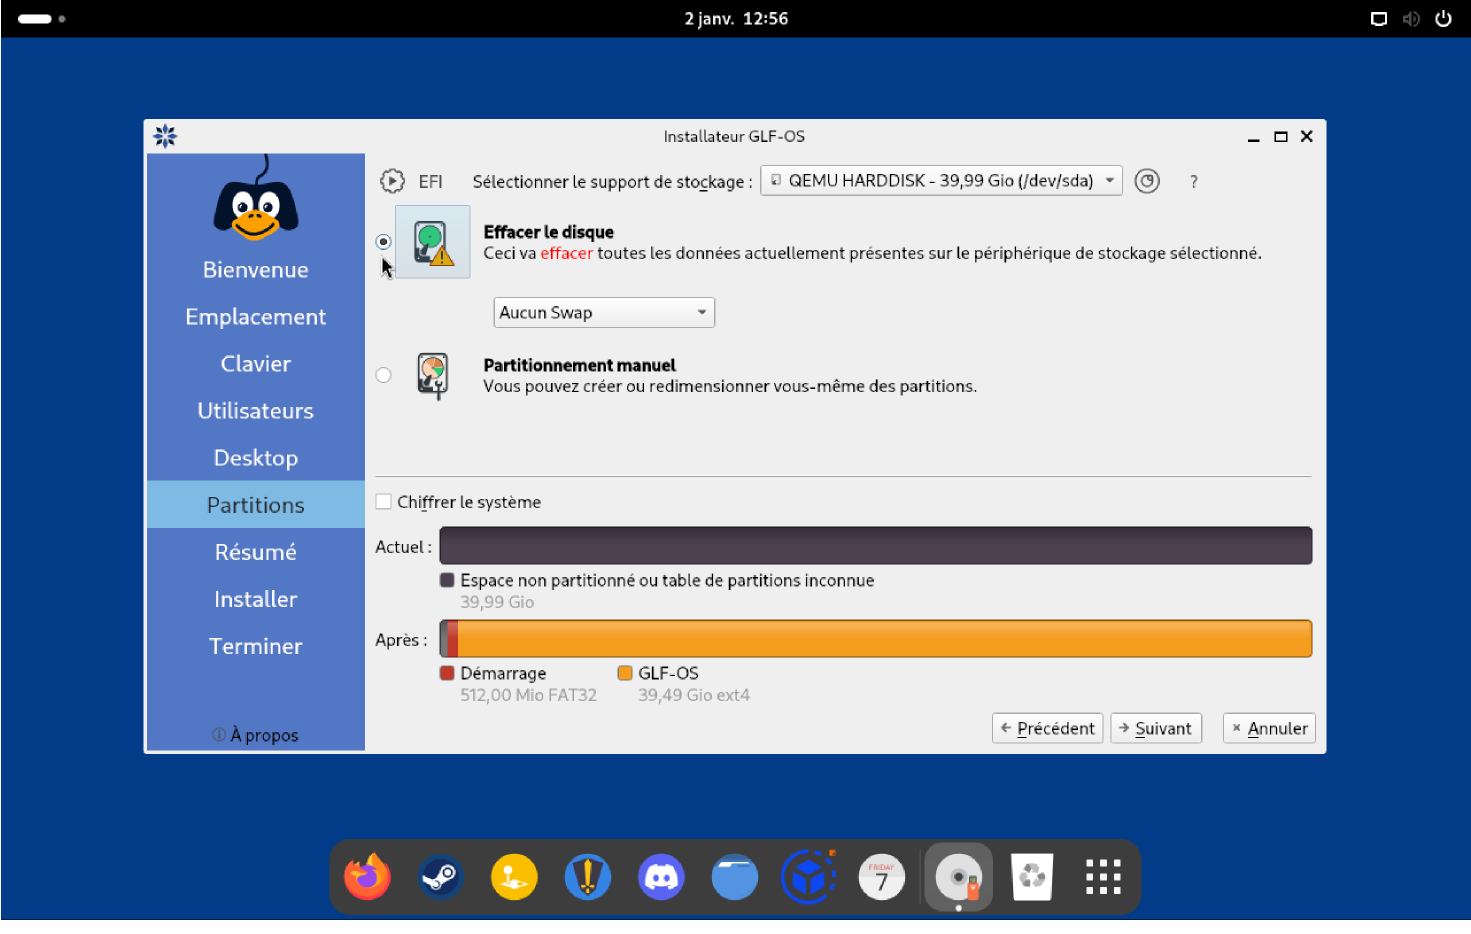 2 janv. 12:56
Installateur GLF-OS
EFI
Sélectionner le support de stockage :
QEMU HARDDISK - 39,99 Gio (/dev/sda)
?
Effacer le disque
Ceci va effacer toutes les données actuellement présentes sur le périphérique de stockage sélectionné.
Aucun Swap
Partitionnement manuel
Vous pouvez créer ou redimensionner vous-même des partitions.
Bienvenue
Emplacement
Clavier
Utilisateurs
Desktop
Partitions
Résumé
Installer
Terminer
À propos
Chiffrer le système
Actuel :
Espace non partitionné ou table de partitions inconnue
39,99 Gio
Après :
Démarrage
512,00 Mio FAT32
GLF-OS
39,49 Gio ext4
Précédent
Suivant
Annuler
FRIDAY
7